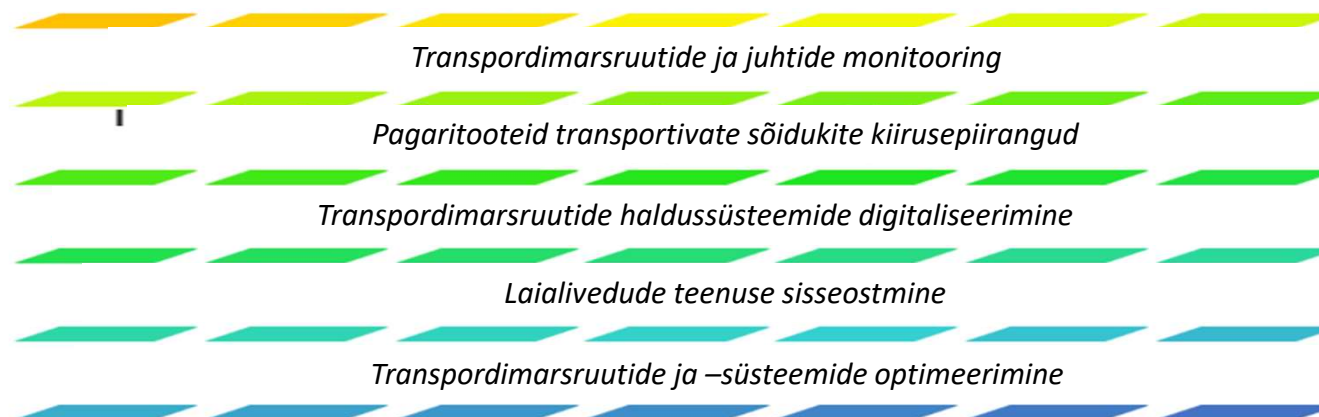 Transpordimarsruutide ja juhtide monitooring
Pagaritooteid transportivate sõidukite kiirusepiirangud
Transpordimarsruutide haldussüsteemide digitaliseerimine
Laialivedude teenuse sisseostmine
Transpordimarsruutide ja –süsteemide optimeerimine